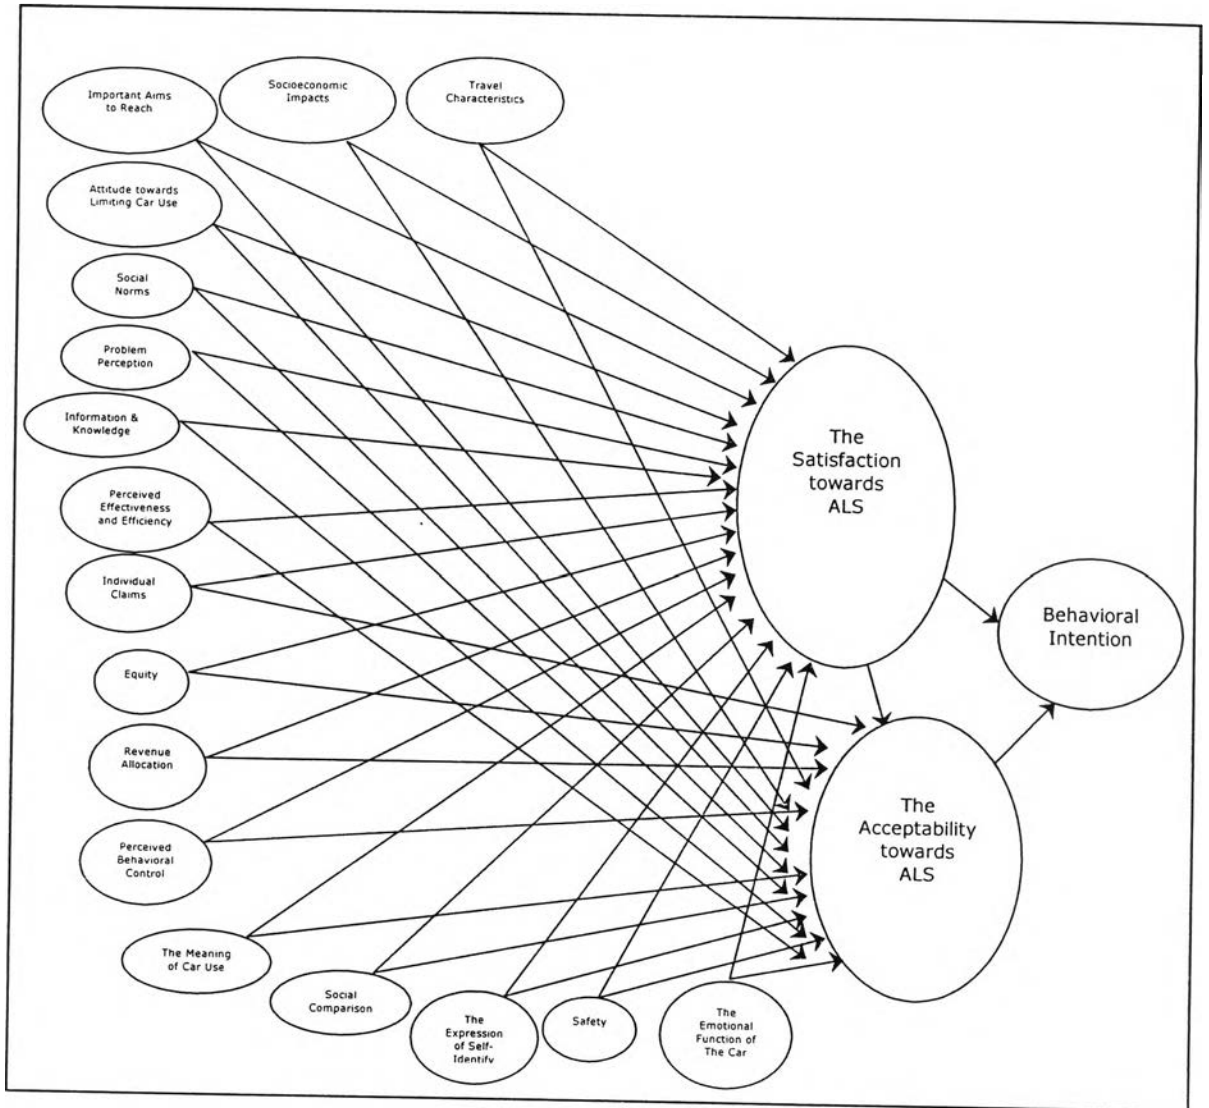 Important Aims
to Reach
Socioeconomic
Impacts
Travel
Characteristics
Attitude towards
Limiting Car Use
Social
Norms
Problem
Perception
Information &
Knowledge
Perceived
Effectiveness
and Efficiency
Individual
Claims
Equity
Revenue
Allocation
Perceived
Behavioral
Control
The Meaning
of Car Use
Social
Comparison
The
Expression
of Self-
Identify
Safety
The
Emotional
Function of
The Car
The
Satisfaction
towards
ALS
The
Acceptability
towards
ALS
Behavioral
Intention